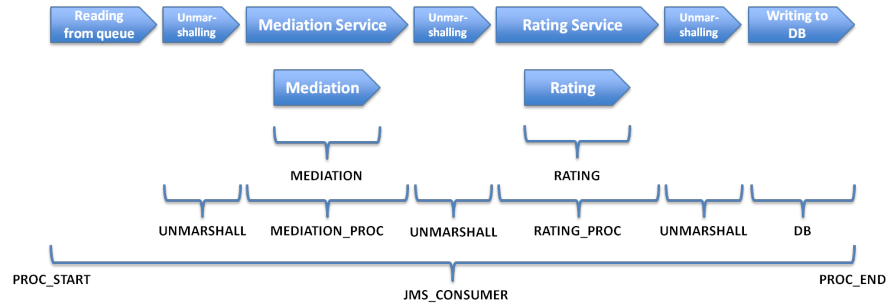 Reading
from queue
Unmar-
shalling
Mediation Service
Unmar-
shalling
Rating Service
Unmar-
shalling
Writing to
DB
Mediation
Rating
MEDIATION
RATING
UNMARSHALL
MEDIATION_PROC
UNMARSHALL
RATING_PROC
UNMARSHALL
DB
PROC_START
PROC_END
JMS_CONSUMER